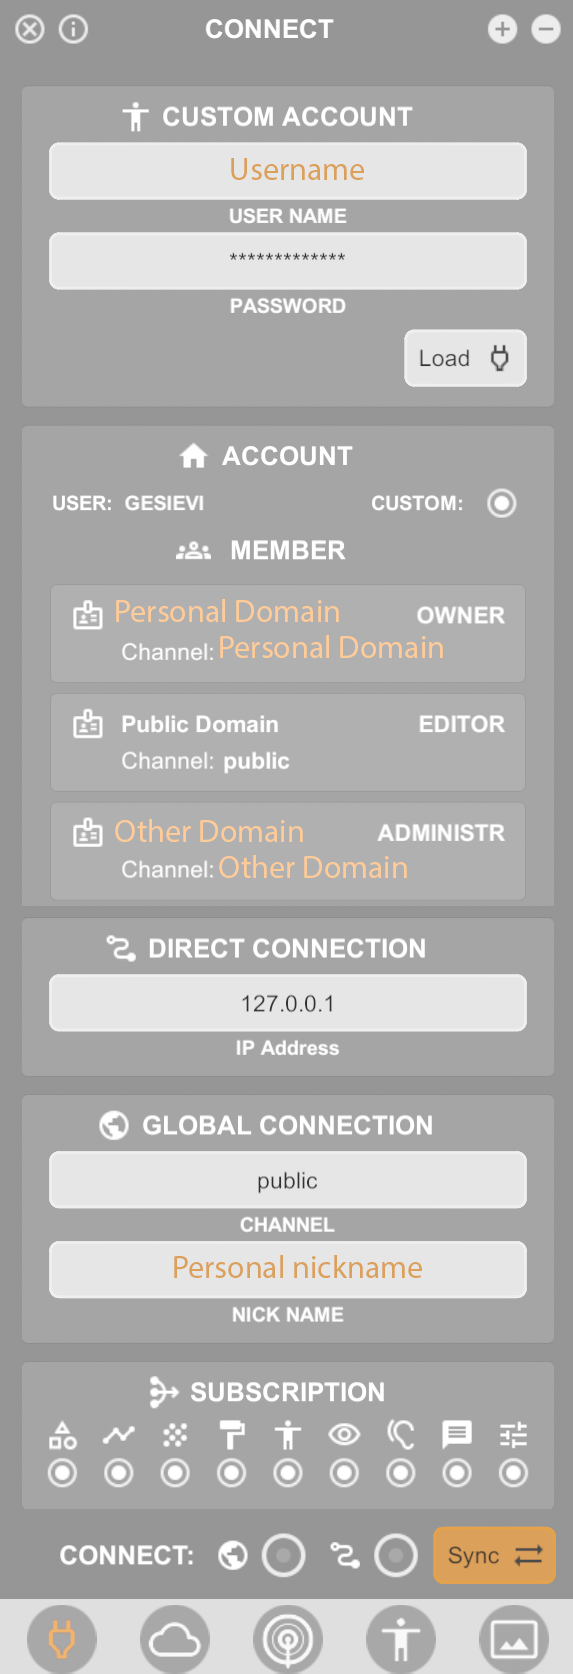 CONNECT
CUSTOM ACCOUNT
Username
USER NAME
*************
PASSWORD
Load
ACCOUNT
USER: GESIEVI CUSTOM:
MEMBER
Personal Domain OWNER
Channel: Personal Domain
Public Domain EDITOR
Channel: public
Other Domain ADMINISTR
Channel: Other Domain
DIRECT CONNECTION
127.0.0.1
IP Address
GLOBAL CONNECTION
public
CHANNEL
Personal nickname
NICK NAME
SUBSCRIPTION
CONNECT: Sync